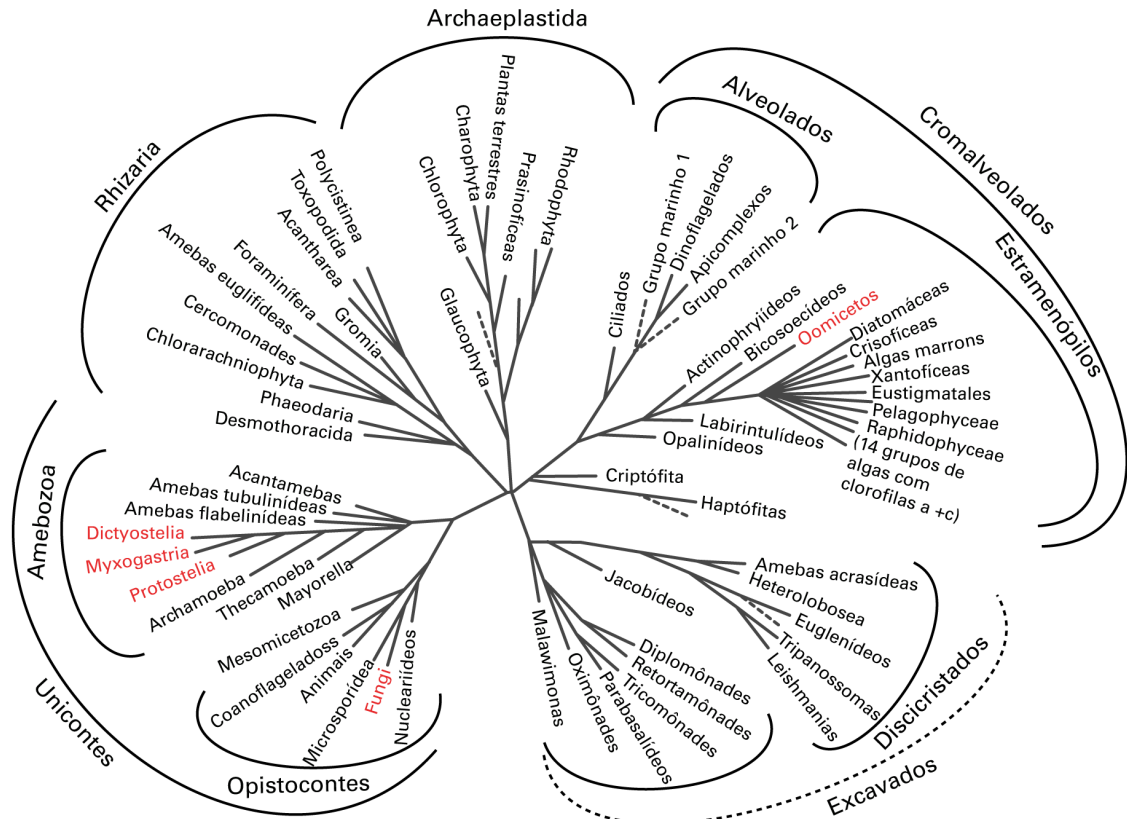 Archaeplastida
Plantas terrestres
Charophyta
Chlorophyta
Prasinofíceas
Rhodophyta
Glaucophyta
Alveolados
Cromalveolados
Estramenópilos
Ciliados
Grupo marinho 1
Dinoflagelados
Apicomplexos
Grupo marinho 2
Actinophryiídeos
Bicosoecídeos
Oomicetos
Diatomáceas
Crisofíceas
Algas marrons
Xantofíceas
Eustigmatales
Pelagophyceae
Raphidophyceae
(14 grupos de
algas com
clorofilas a +c)
Labirintulídeos
Opalinídeos
Criptófita
Haptófitas
Amebas acrasídeas
Heterolobosea
Euglenídeos
Tripanossomas
Leishmanias
Jacobídeos
Discicristados
Excavados
Diplomônades
Retortamônades
Tricomônades
Parabasalídeos
Oximônades
Malawimonas
Opistocontes
Nucleariídeos
Fungi
Microsporídea
Animais
Coanoflageladoss
Mesomicetozoa
Unicontes
Amebozoa
Acantamebas
Amebas tubulinídeas
Amebas flabelinídeas
Dictyostelia
Myxogastria
Protostelia
Archamoeba
Thecamoeba
Mayorella
Rhizaria
Polycistinea
Toxopodida
Acantharea
Foraminífera
Gromia
Amebas euglifídeas
Cercomonades
Chlorarachniophyta
Phaeodaria
Desmothoracida